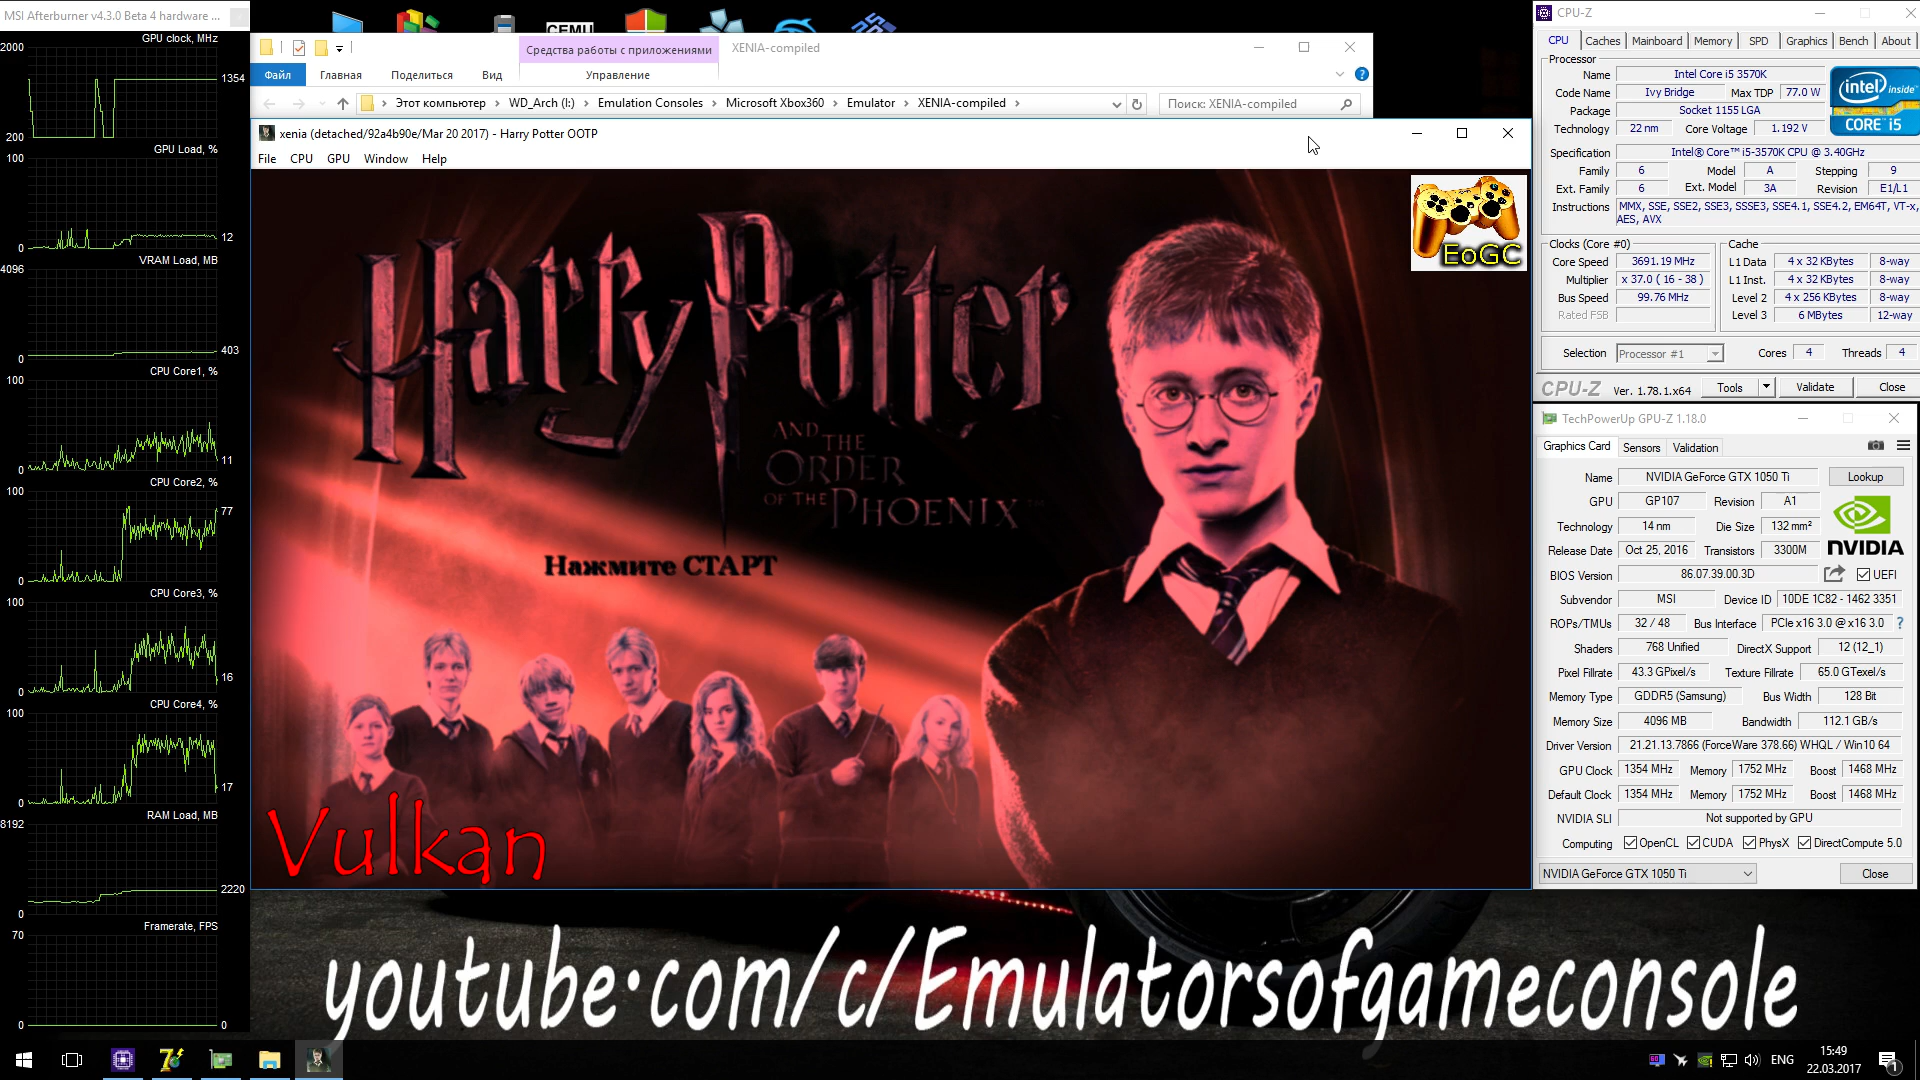 MSI Afterburner v4.3.0 Beta 4 hardware ...
GPU clock, MHz
2000
1354
200
GPU Load, %
100
12
0
VRAM Load, MB
4096
403
0
CPU Core1, %
100
11
0
CPU Core2, %
100
77
0
CPU Core3, %
100
16
0
CPU Core4, %
100
17
0
RAM Load, MB
8192
2220
0
Framerate, FPS
70
0
0
CEMU
Средства работы с приложениями
XENIA-compiled
Файл Главная Поделиться Вид Управление
Этот компьютер WD_Arch (I:) Emulation Consoles Microsoft Xbox360 Emulator XENIA-compiled
Поиск: XENIA-compiled
xenia (detached/92a4b90e/Mar 20 2017) - Harry Potter OOTP
File CPU GPU Window Help
EoGC
Harry Potter
AND THE
ORDER
OF THE PHOENIX™
Нажмите СТАРТ
Vulkan
youtube.com/c/Emulatorsofgameconsole
CPU-Z
CPU Caches Mainboard Memory SPD Graphics Bench About
Processor
Name Intel Core i5 3570K
Code Name Ivy Bridge Max TDP 77.0 W
Package Socket 1155 LGA
Technology 22 nm Core Voltage 1.192 V
intel inside™
CORE i5
Specification Intel® Core™ i5-3570K CPU @ 3.40GHz
Family 6 Model A Stepping 9
Ext. Family 6 Ext. Model 3A Revision E1/L1
Instructions MMX, SSE, SSE2, SSE3, SSSE3, SSE4.1, SSE4.2, EM64T, VT-x,
AES, AVX
Clocks (Core #0)
Core Speed 3691.19 MHz
Multiplier x 37.0 ( 16 - 38 )
Bus Speed 99.76 MHz
Rated FSB
Cache
L1 Data 4 x 32 KBytes 8-way
L1 Inst. 4 x 32 KBytes 8-way
Level 2 4 x 256 KBytes 8-way
Level 3 6 MBytes 12-way
Selection Processor #1 Cores 4 Threads 4
CPU-Z Ver. 1.78.1.x64 Tools Validate Close
TechPowerUp GPU-Z 1.18.0
Graphics Card Sensors Validation
Name NVIDIA GeForce GTX 1050 Ti Lookup
GPU GP107 Revision A1
Technology 14 nm Die Size 132 mm²
Release Date Oct 25, 2016 Transistors 3300M
NVIDIA
BIOS Version 86.07.39.00.3D UEFI
Subvendor MSI Device ID 10DE 1C82 - 1462 3351
ROPs/TMUs 32 / 48 Bus Interface PCIe x16 3.0 @ x16 3.0 ?
Shaders 768 Unified DirectX Support 12 (12_1)
Pixel Fillrate 43.3 GPixel/s Texture Fillrate 65.0 GTexel/s
Memory Type GDDR5 (Samsung) Bus Width 128 Bit
Memory Size 4096 MB Bandwidth 112.1 GB/s
Driver Version 21.21.13.7866 (ForceWare 378.66) WHQL / Win10 64
GPU Clock 1354 MHz Memory 1752 MHz Boost 1468 MHz
Default Clock 1354 MHz Memory 1752 MHz Boost 1468 MHz
NVIDIA SLI Not supported by GPU
Computing OpenCL CUDA PhysX DirectCompute 5.0
NVIDIA GeForce GTX 1050 Ti Close
ENG
15:49
22.03.2017
1